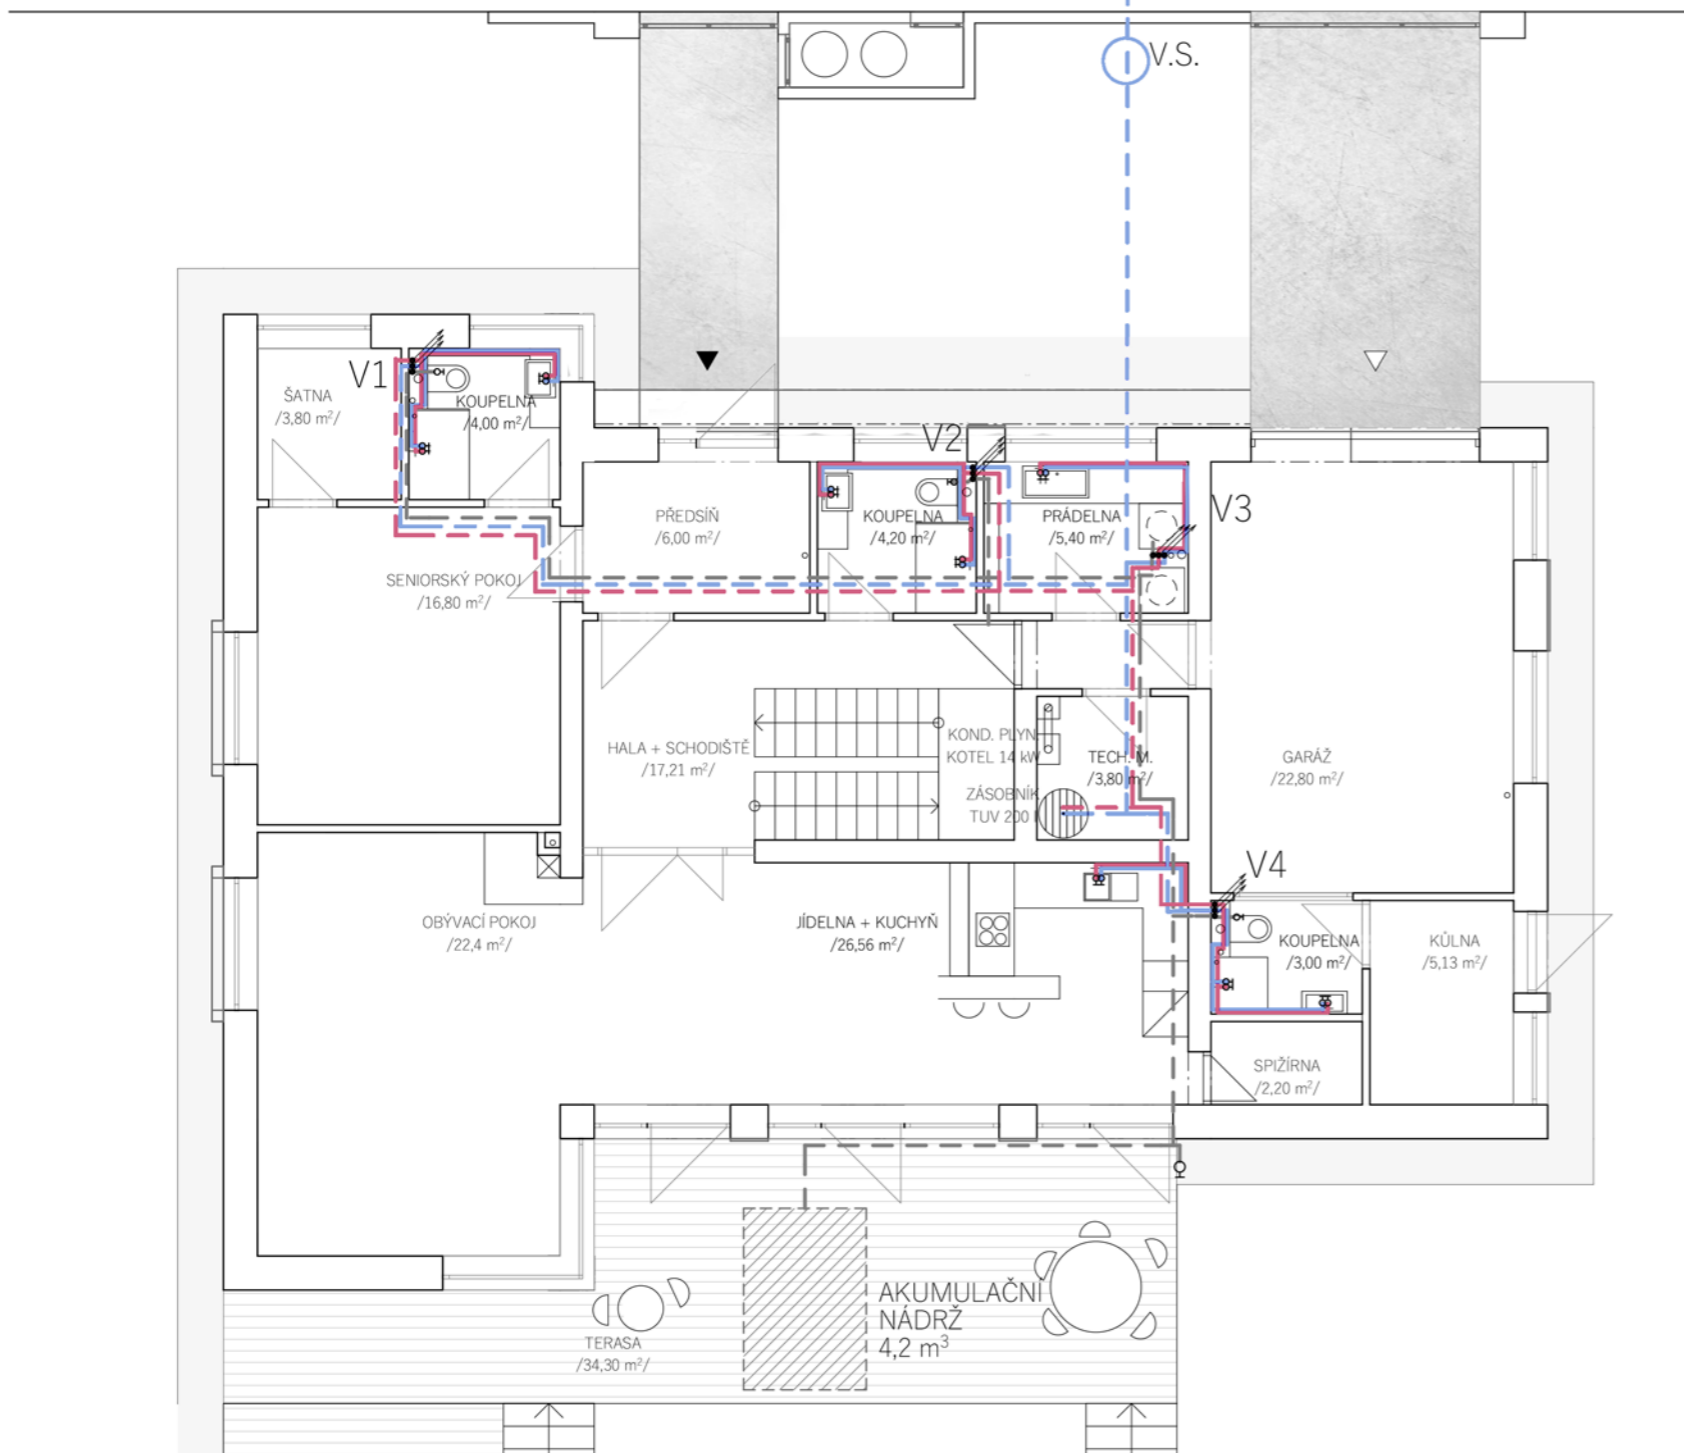 V.S.
V1
ŠATNA
/3,80 m²/
KOUPELNA
/4,00 m²/
V2
PŘEDSÍŇ
/6,00 m²/
KOUPELNA
/4,20 m²/
PRÁDELNA
/5,40 m²/
V3
SENIORSKÝ POKOJ
/16,80 m²/
HALA + SCHODIŠTĚ
/17,21 m²/
KOND. PLYN.
KOTEL 14 kW
ZÁSOBNÍK
TUV 200 l
TECH. M.
/3,80 m²/
GARÁŽ
/22,80 m²/
V4
OBÝVACÍ POKOJ
/22,4 m²/
JÍDELNA + KUCHYŇ
/26,56 m²/
KOUPELNA
/3,00 m²/
KŮLNA
/5,13 m²/
SPIŽÍRNA
/2,20 m²/
AKUMULAČNÍ
NÁDRŽ
4,2 m³
TERASA
/34,30 m²/